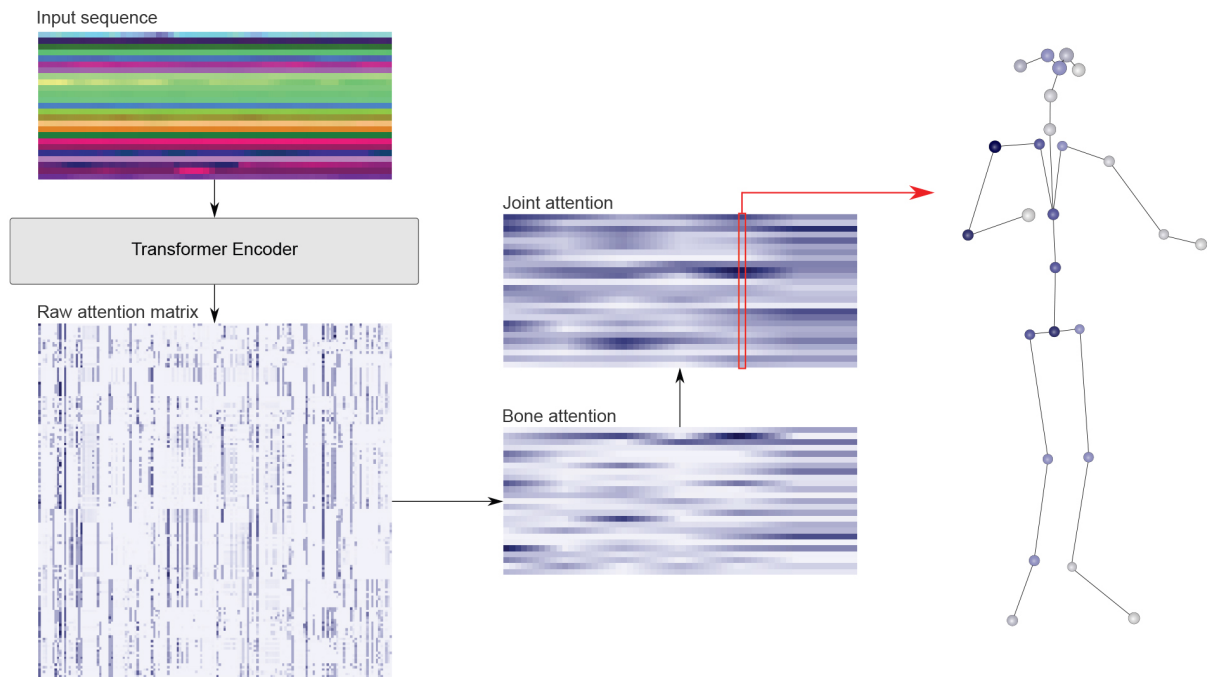 Input sequence
Transformer Encoder
Raw attention matrix
Joint attention
Bone attention